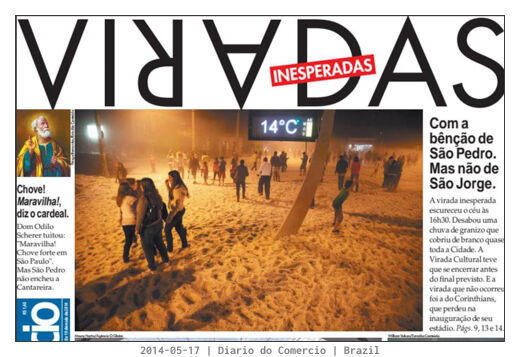 VIRADAS
INESPERADAS
14°C
Com a
bênção de
São Pedro.
Mas não de
São Jorge.
A virada inesperada
escureceu o céu às
16h30. Desabou uma
chuva de granizo que
cobriu de branco quase
toda a Cidade. A
Virada Cultural teve
que se encerrar antes
do final previsto. E a
virada que não ocorreu
foi a do Corinthians,
que perdeu na
inauguração de seu
estádio. Págs. 9, 13 e 14.
Chove!
Maravilha!,
diz o cardeal.
Dom Odilo
Scherer tuitou:
"Maravilha!
Chove forte em
São Paulo".
Mas São Pedro
não encheu a
Cantareira.
cio
2014-05-17 | Diario do Comercio | Brazil